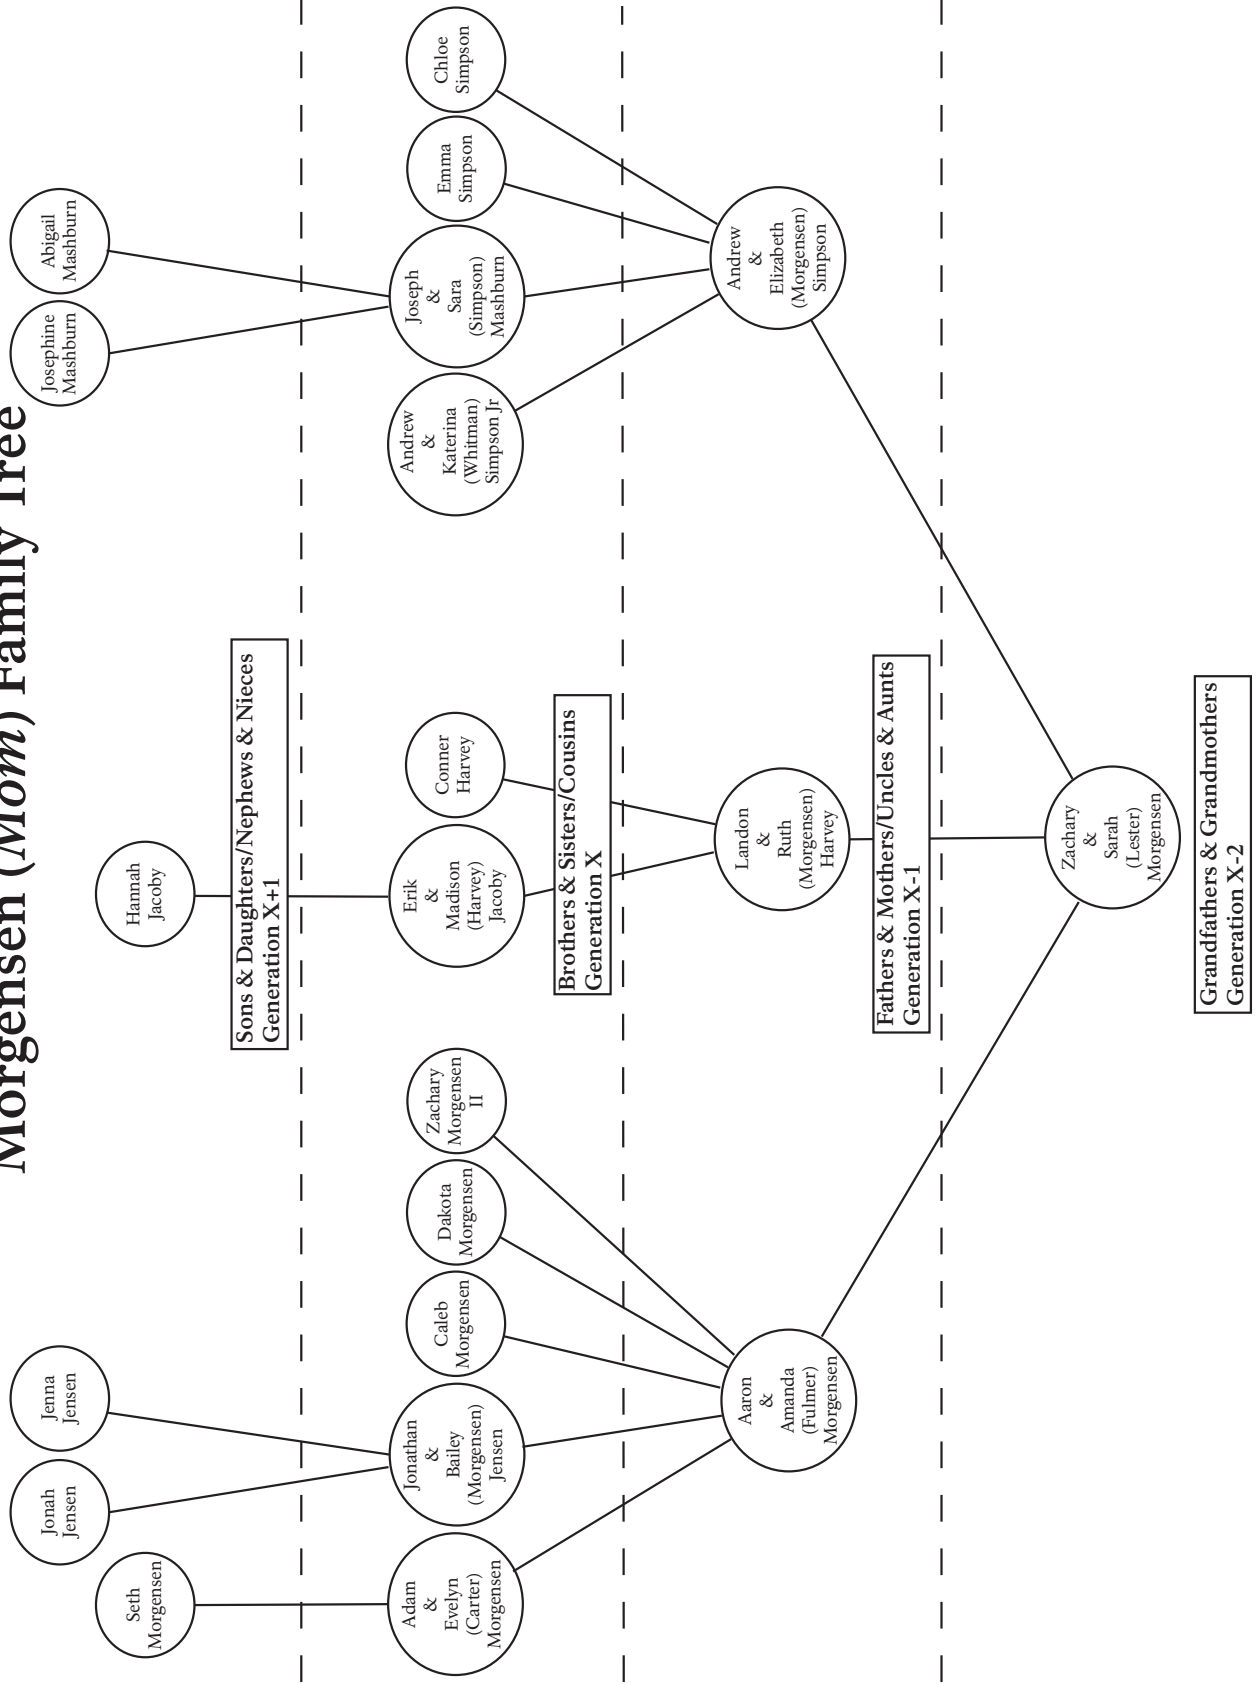 Morgensen (Mom) Family Tree
Seth
Morgensen
Jonah
Jensen
Jenna
Jensen
Hannah
Jacoby
Josephine
Mashburn
Abigail
Mashburn
Sons & Daughters/Nephews & Nieces
Generation X+1
Adam
&
Evelyn
(Carter)
Morgensen
Jonathan
&
Bailey
(Morgensen)
Jensen
Caleb
Morgensen
Dakota
Morgensen
Zachary
Morgensen
II
Erik
&
Madison
(Harvey)
Jacoby
Conner
Harvey
Andrew
&
Katerina
(Whitman)
Simpson Jr
Joseph
&
Sara
(Simpson)
Mashburn
Emma
Simpson
Chloe
Simpson
Brothers & Sisters/Cousins
Generation X
Aaron
&
Amanda
(Fulmer)
Morgensen
Landon
&
Ruth
(Morgensen)
Harvey
Andrew
&
Elizabeth
(Morgensen)
Simpson
Fathers & Mothers/Uncles & Aunts
Generation X-1
Zachary
&
Sarah
(Lester)
Morgensen
Grandfathers & Grandmothers
Generation X-2